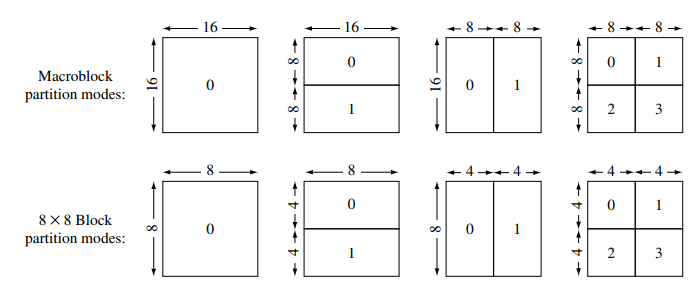 16 16 8 8 8 8
Macroblock
partition modes:
16 0
8 0
8 1
16 0 1
8 0 1
8 2 3
8 8 4 4 4 4
8 × 8 Block
partition modes:
8 0
4 0
4 1
8 0 1
4 0 1
4 2 3